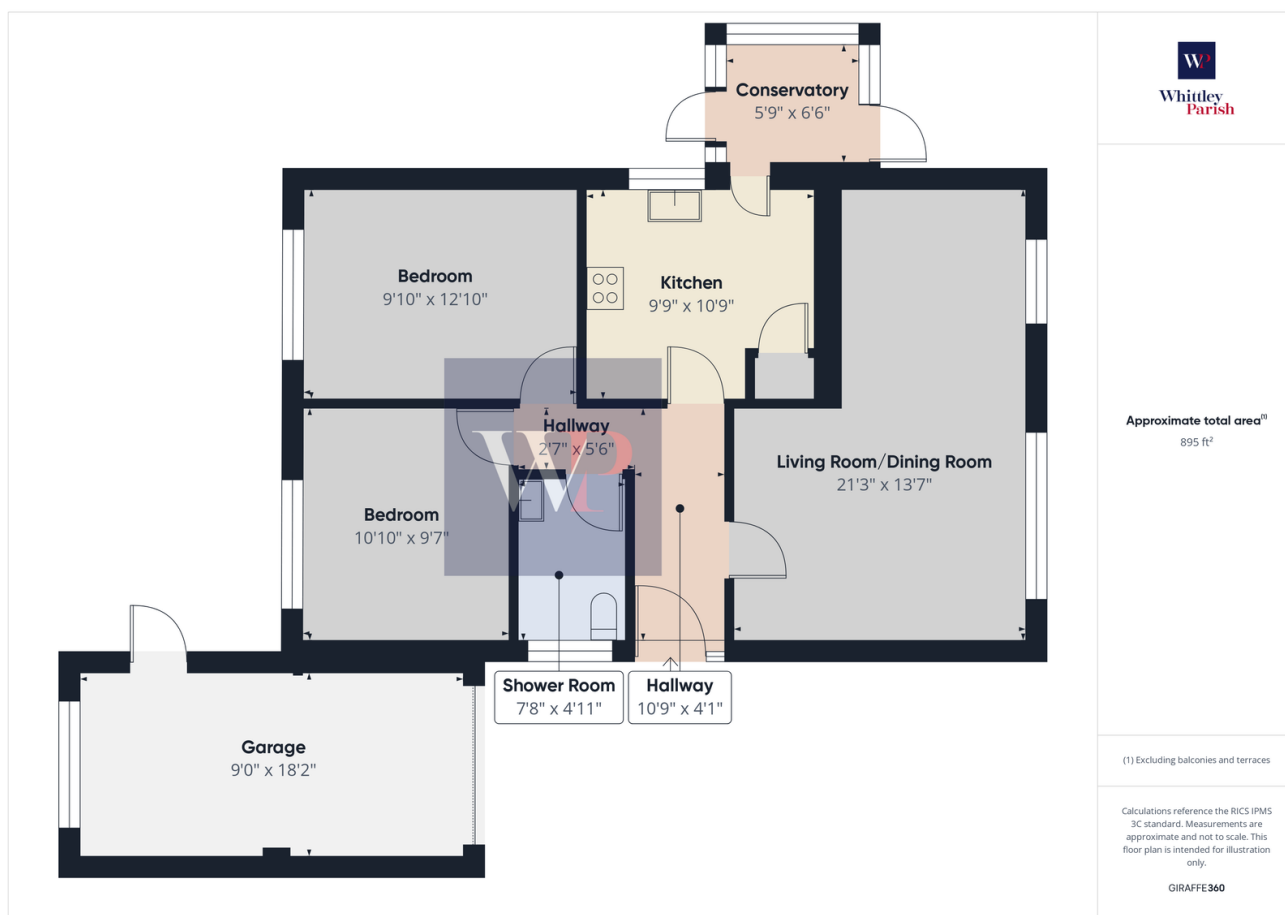 Conservatory
5'9" x 6'6"
Bedroom
9'10" x 12'10"
Kitchen
9'9" x 10'9"
Hallway
2'7" x 5'6"
WP
Living Room/Dining Room
21'3" x 13'7"
Bedroom
10'10" x 9'7"
Shower Room
7'8" x 4'11"
Hallway
10'9" x 4'1"
Garage
9'0" x 18'2"
WP
Whittley
Parish
Approximate total area(1)
895 ft²
(1) Excluding balconies and terraces
Calculations reference the RICS IPMS
3C standard. Measurements are
approximate and not to scale. This
floor plan is intended for illustration
only.
GIRAFFE360